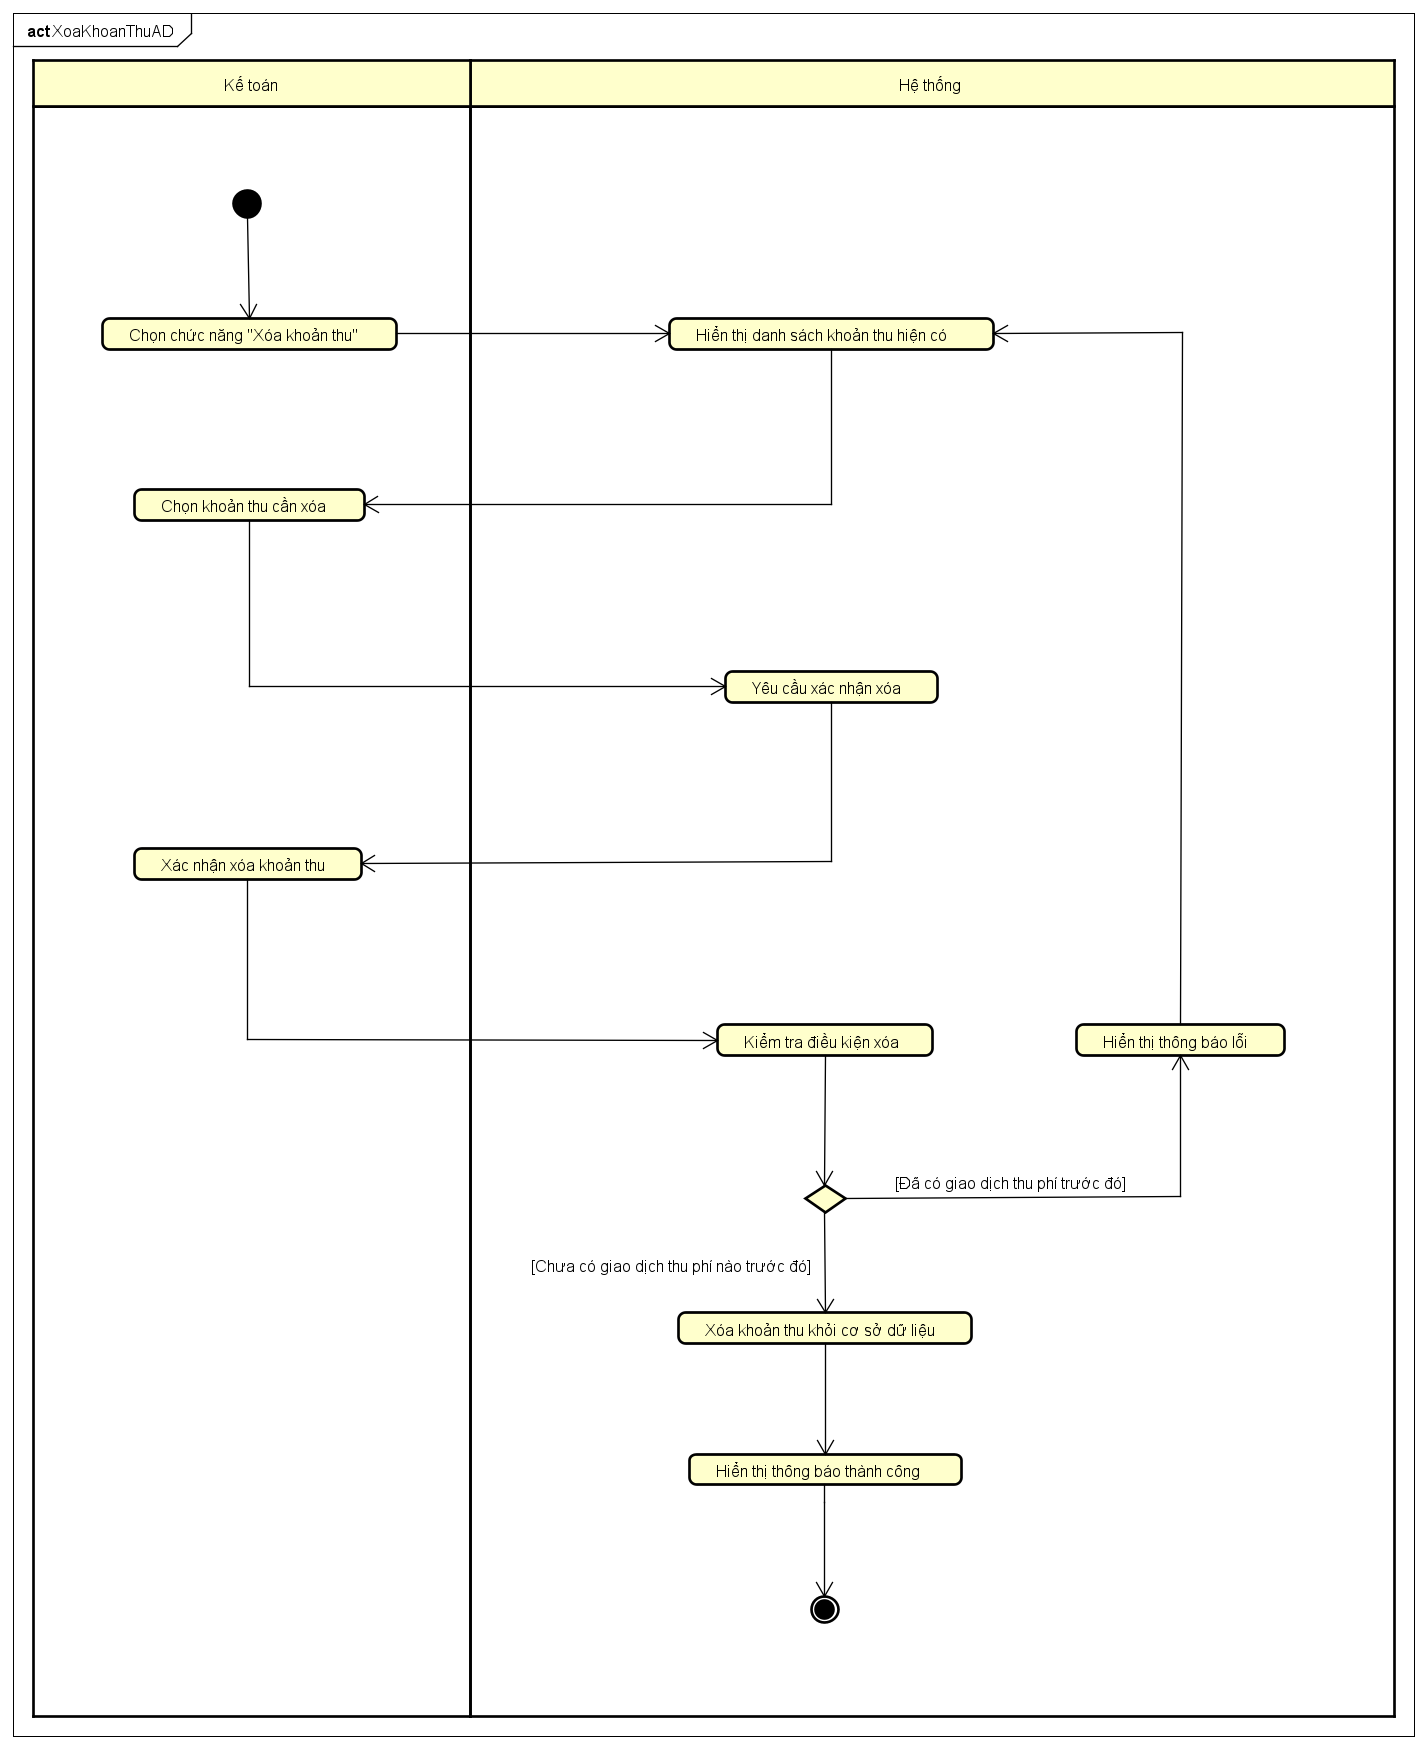 act XoaKhoanThuAD
Kế toán
Hệ thống
Chọn chức năng "Xóa khoản thu"
Hiển thị danh sách khoản thu hiện có
Chọn khoản thu cần xóa
Yêu cầu xác nhận xóa
Xác nhận xóa khoản thu
Kiểm tra điều kiện xóa
Hiển thị thông báo lỗi
[Đã có giao dịch thu phí trước đó]
[Chưa có giao dịch thu phí nào trước đó]
Xóa khoản thu khỏi cơ sở dữ liệu
Hiển thị thông báo thành công